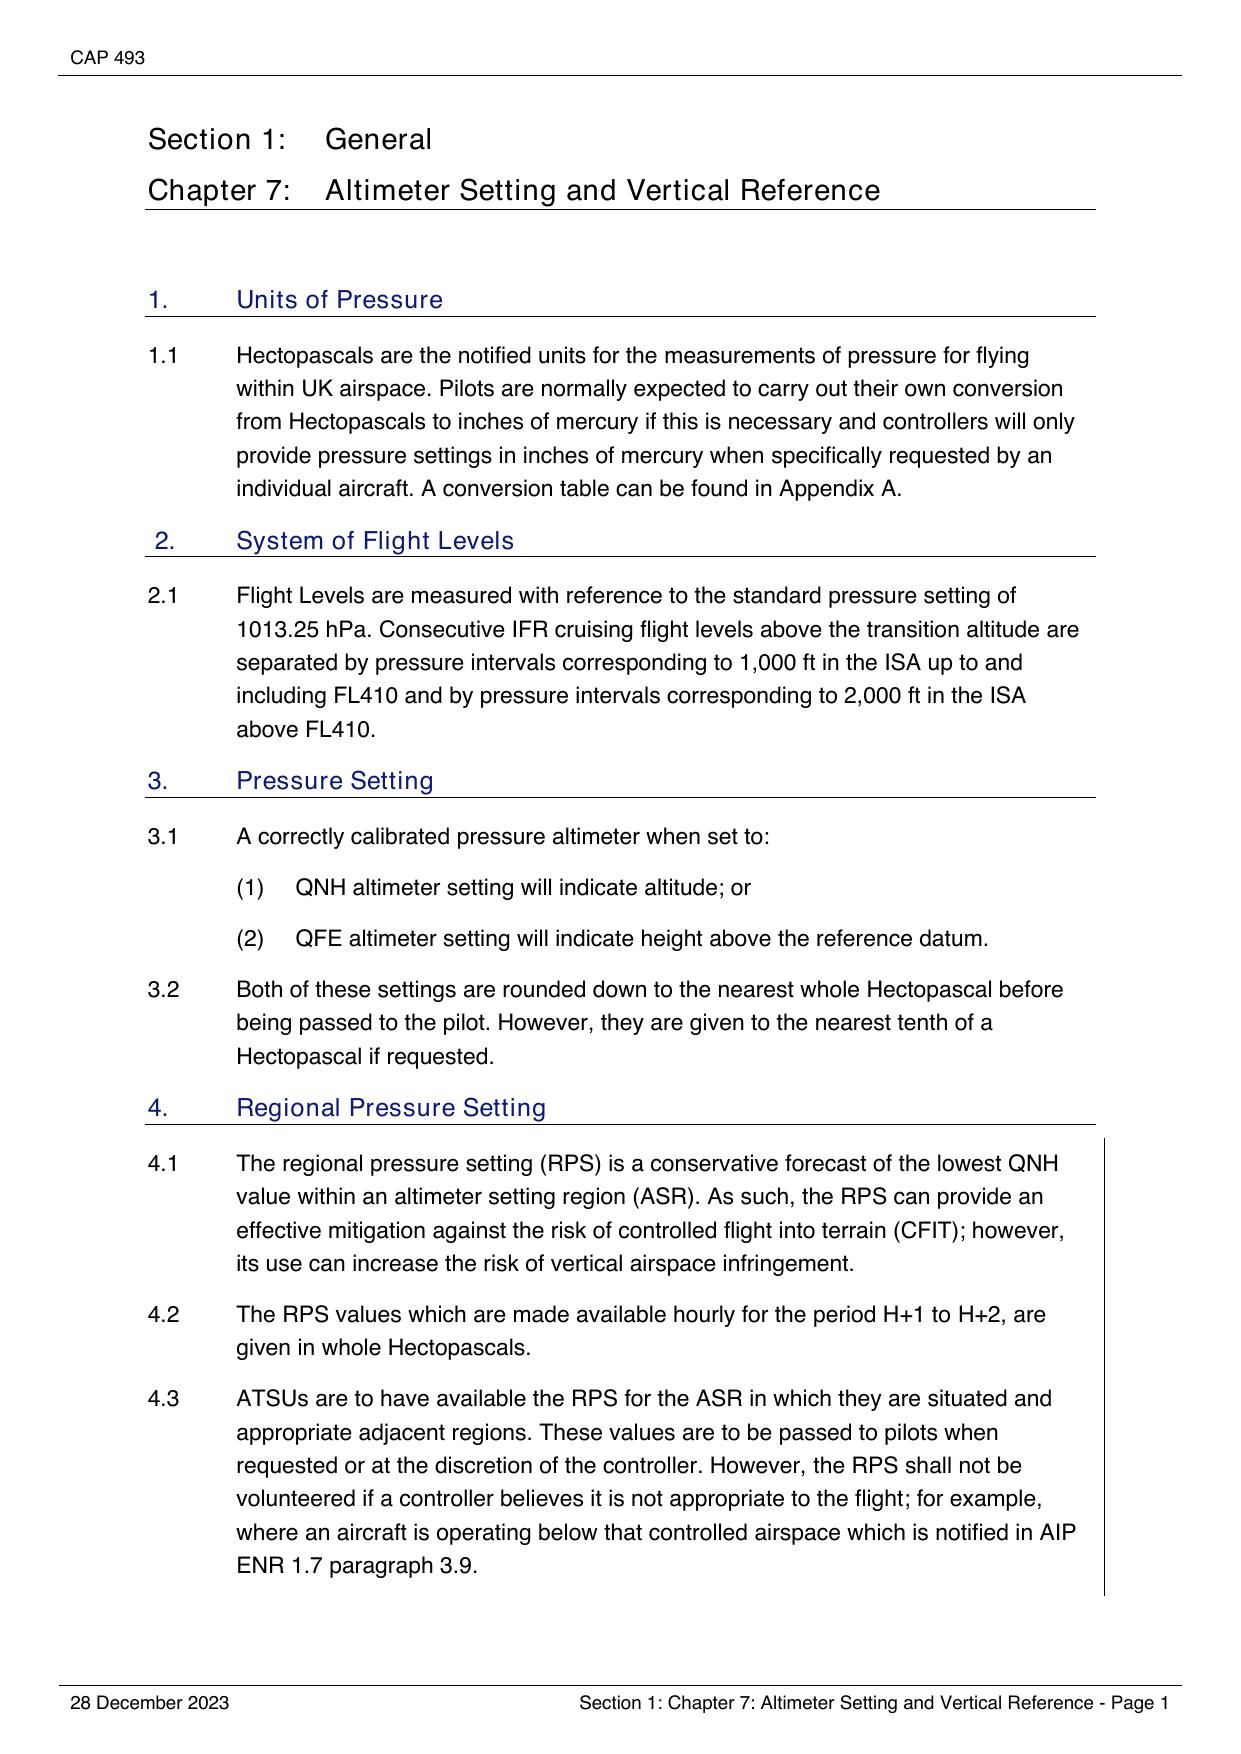 CAP 493
Section 1: General
Chapter 7: Altimeter Setting and Vertical Reference
1. Units of Pressure
1.1 Hectopascals are the notified units for the measurements of pressure for flying
within UK airspace. Pilots are normally expected to carry out their own conversion
from Hectopascals to inches of mercury if this is necessary and controllers will only
provide pressure settings in inches of mercury when specifically requested by an
individual aircraft. A conversion table can be found in Appendix A.
2. System of Flight Levels
2.1 Flight Levels are measured with reference to the standard pressure setting of
1013.25 hPa. Consecutive IFR cruising flight levels above the transition altitude are
separated by pressure intervals corresponding to 1,000 ft in the ISA up to and
including FL410 and by pressure intervals corresponding to 2,000 ft in the ISA
above FL410.
3. Pressure Setting
3.1 A correctly calibrated pressure altimeter when set to:
(1) QNH altimeter setting will indicate altitude; or
(2) QFE altimeter setting will indicate height above the reference datum.
3.2 Both of these settings are rounded down to the nearest whole Hectopascal before
being passed to the pilot. However, they are given to the nearest tenth of a
Hectopascal if requested.
4. Regional Pressure Setting
4.1 The regional pressure setting (RPS) is a conservative forecast of the lowest QNH
value within an altimeter setting region (ASR). As such, the RPS can provide an
effective mitigation against the risk of controlled flight into terrain (CFIT); however,
its use can increase the risk of vertical airspace infringement.
4.2 The RPS values which are made available hourly for the period H+1 to H+2, are
given in whole Hectopascals.
4.3 ATSUs are to have available the RPS for the ASR in which they are situated and
appropriate adjacent regions. These values are to be passed to pilots when
requested or at the discretion of the controller. However, the RPS shall not be
volunteered if a controller believes it is not appropriate to the flight; for example,
where an aircraft is operating below that controlled airspace which is notified in AIP
ENR 1.7 paragraph 3.9.
28 December 2023 Section 1: Chapter 7: Altimeter Setting and Vertical Reference - Page 1